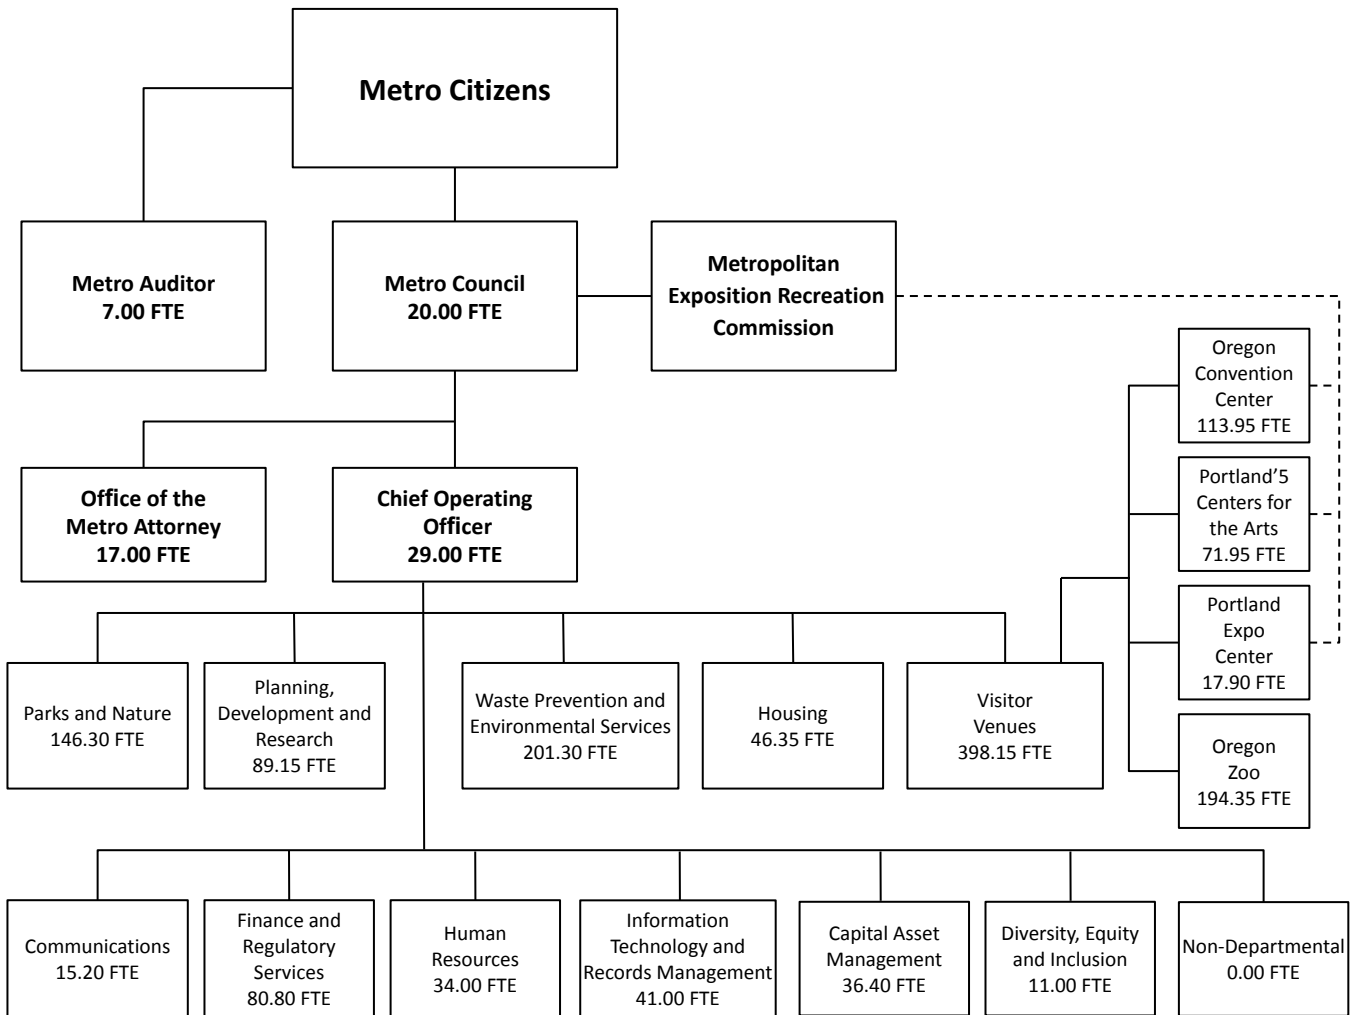 Metro Citizens
Metro Auditor
7.00 FTE
Metro Council
20.00 FTE
Metropolitan
Exposition Recreation
Commission
Oregon
Convention
Center
113.95 FTE
Portland’5
Centers for
the Arts
71.95 FTE
Portland
Expo
Center
17.90 FTE
Oregon
Zoo
194.35 FTE
Office of the
Metro Attorney
17.00 FTE
Chief Operating
Officer
29.00 FTE
Parks and Nature
146.30 FTE
Planning,
Development and
Research
89.15 FTE
Waste Prevention and
Environmental Services
201.30 FTE
Housing
46.35 FTE
Visitor
Venues
398.15 FTE
Communications
15.20 FTE
Finance and
Regulatory
Services
80.80 FTE
Human
Resources
34.00 FTE
Information
Technology and
Records Management
41.00 FTE
Capital Asset
Management
36.40 FTE
Diversity, Equity
and Inclusion
11.00 FTE
Non-Departmental
0.00 FTE